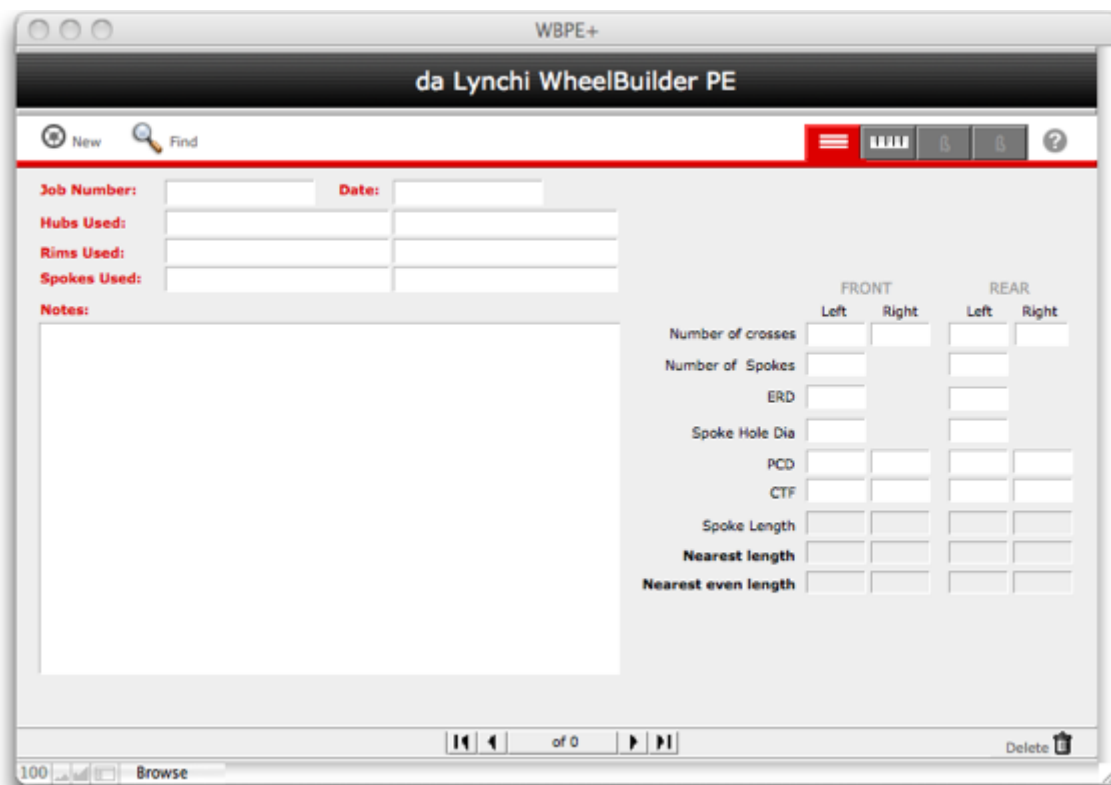 WBPE+
da Lynchi WheelBuilder PE
New Find ß ß ?
Job Number: Date:
Hubs Used:
Rims Used:
Spokes Used:
Notes:
FRONT REAR
Left Right Left Right
Number of crosses
Number of Spokes
ERD
Spoke Hole Dia
PCD
CTF
Spoke Length
Nearest length
Nearest even length
of 0
Delete
100 Browse